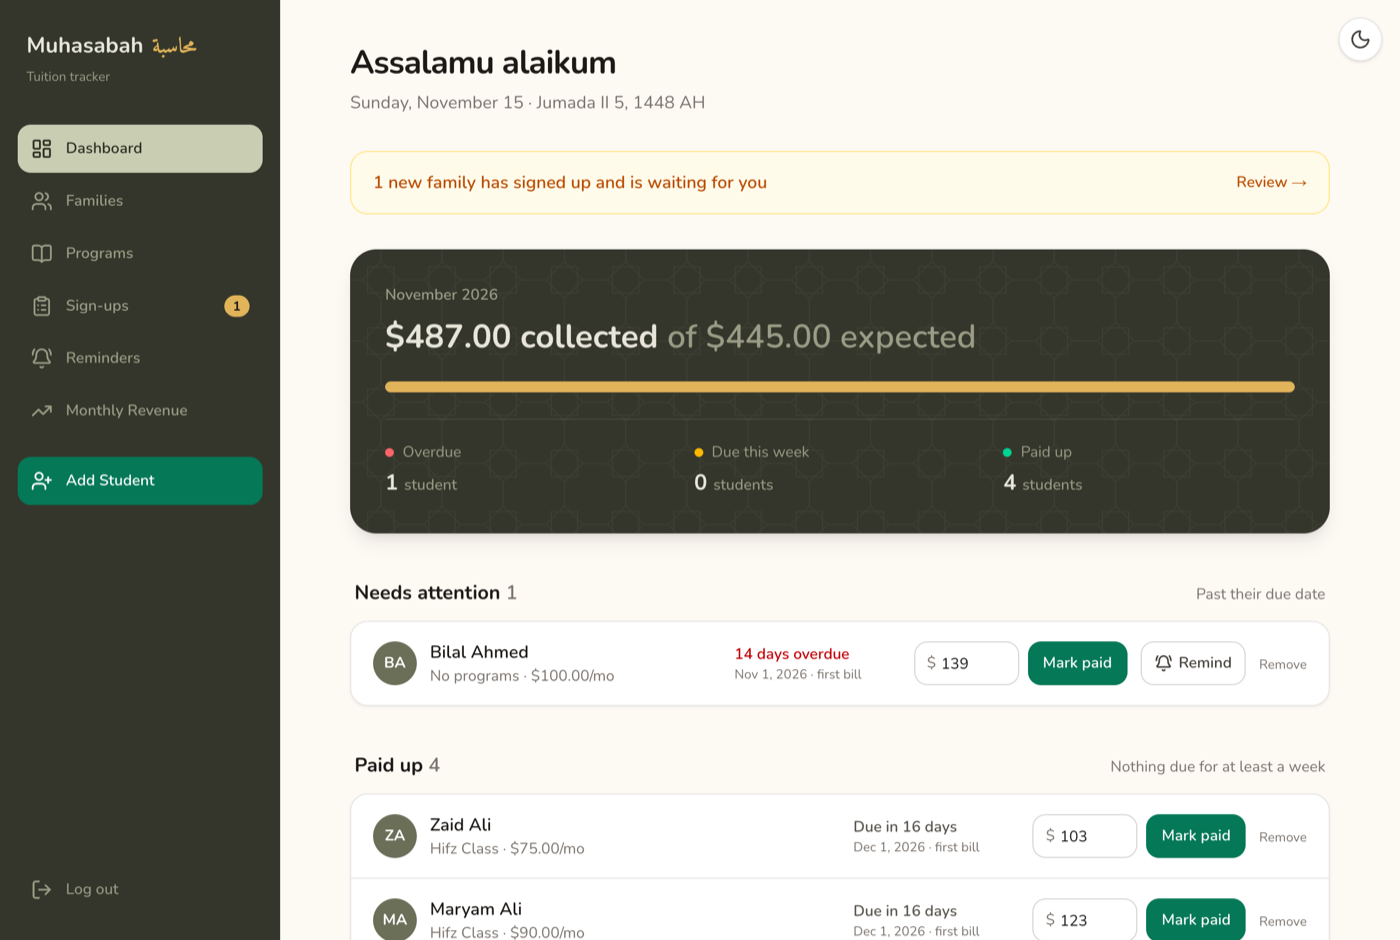 Muhasabah محاسبة
Tuition tracker
Dashboard
Families
Programs
Sign-ups 1
Reminders
Monthly Revenue
Add Student
Log out
Assalamu alaikum
Sunday, November 15 · Jumada II 5, 1448 AH
1 new family has signed up and is waiting for you Review →
November 2026
$487.00 collected of $445.00 expected
Overdue Due this week Paid up
1 student 0 students 4 students
Needs attention 1 Past their due date
BA Bilal Ahmed 14 days overdue $ 139 Mark paid Remind Remove
No programs · $100.00/mo Nov 1, 2026 · first bill
Paid up 4 Nothing due for at least a week
ZA Zaid Ali Due in 16 days $ 103 Mark paid Remove
Hifz Class · $75.00/mo Dec 1, 2026 · first bill
MA Maryam Ali Due in 16 days $ 123 Mark paid Remove
Hifz Class · $90.00/mo Dec 1, 2026 · first bill